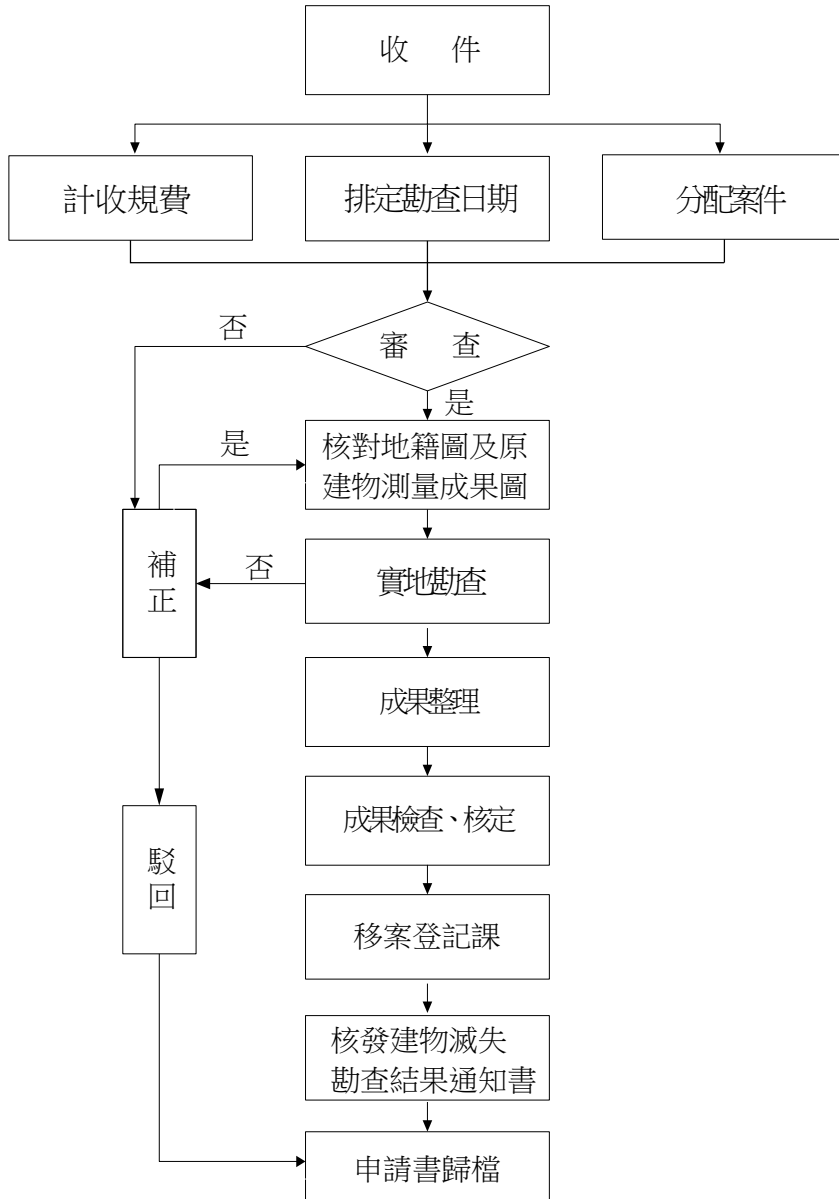 收 件
計收規費
排定勘查日期
分配案件
審 查
否
是
核對地籍圖及原
建物測量成果圖
是
補正
實地勘查
否
成果整理
成果檢查、核定
駁回
移案登記課
核發建物滅失
勘查結果通知書
申請書歸檔